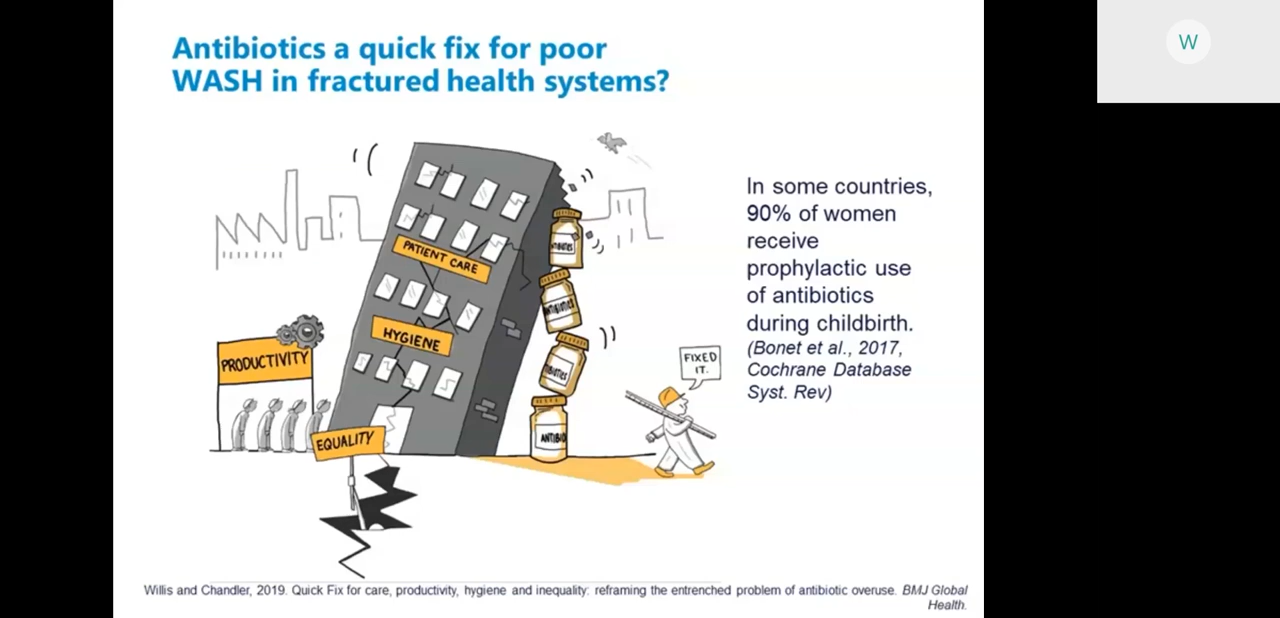 Antibiotics a quick fix for poor
WASH in fractured health systems?
W
PATIENT CARE
HYGIENE
PRODUCTIVITY
EQUALITY
ANTIBIOTICS
ANTIBIOTICS
ANTIBIO
FIXED
IT.
In some countries,
90% of women
receive
prophylactic use
of antibiotics
during childbirth.
(Bonet et al., 2017,
Cochrane Database
Syst. Rev)
Willis and Chandler, 2019. Quick Fix for care, productivity, hygiene and inequality: reframing the entrenched problem of antibiotic overuse. BMJ Global
Health.